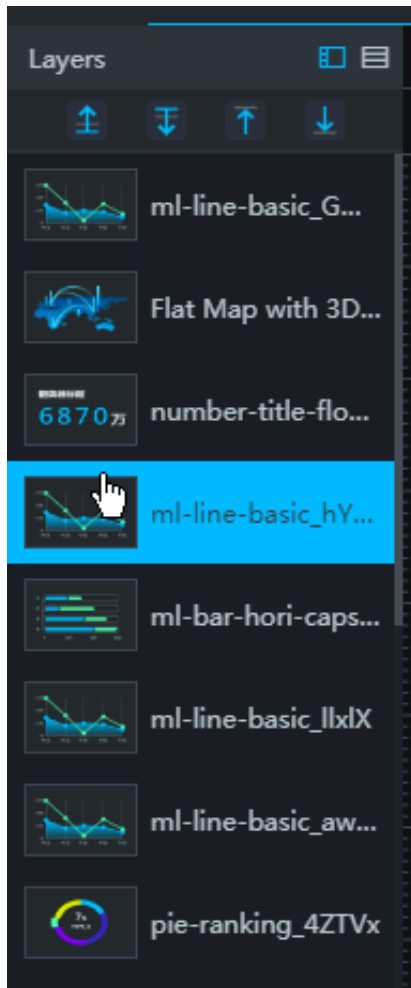 Layers
ml-line-basic_G...
Flat Map with 3D...
6870万
number-title-flo...
ml-line-basic_hY...
ml-bar-hori-caps...
ml-line-basic_llxlX
ml-line-basic_aw...
pie-ranking_4ZTVx